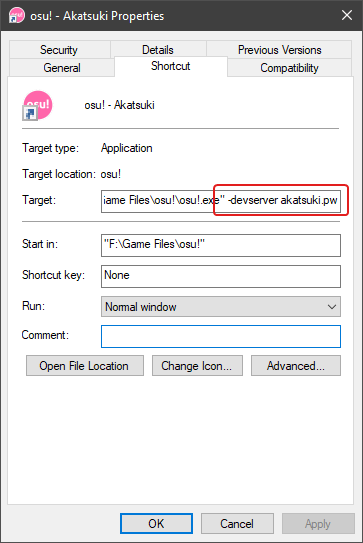 osu! - Akatsuki Properties
Security Details Previous Versions
General Shortcut Compatibility
osu!
osu! - Akatsuki
Target type: Application
Target location: osu!
Target: iame Files\osu!\osu!.exe" -devserver akatsuki.pw
Start in: "F:\Game Files\osu!"
Shortcut key: None
Run: Normal window
Comment:
Open File Location Change Icon... Advanced...
OK Cancel Apply